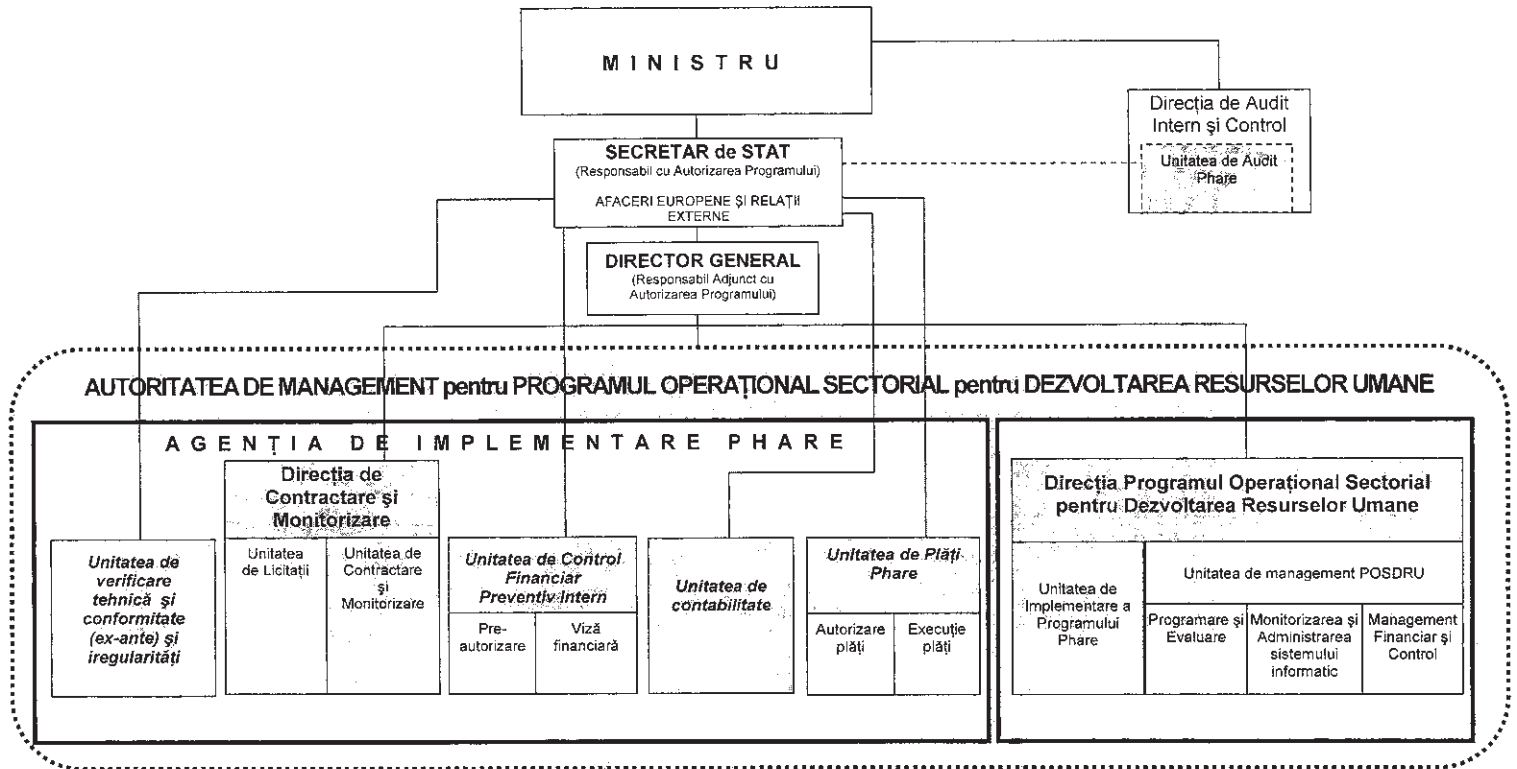 M I N I S T R U
Direcția de Audit
Intern și Control
Unitatea de Audit
Phare
SECRETAR de STAT
(Responsabil cu Autorizarea Programului)
AFACERI EUROPENE ȘI RELAȚII
EXTERNE
DIRECTOR GENERAL
(Responsabil Adjunct cu
Autorizarea Programului)
AUTORITATEA DE MANAGEMENT pentru PROGRAMUL OPERAȚIONAL SECTORIAL pentru DEZVOLTAREA RESURSELOR UMANE
A G E N Ț I A D E I M P L E M E N T A R E P H A R E
Unitatea de
verificare
tehnică și
conformitate
(ex-ante) și
iregularități
Direcția de
Contractare și
Monitorizare
Unitatea
de Licitații
Unitatea de
Contractare
și
Monitorizare
Unitatea de Control
Financiar
Preventiv Intern
Pre-
autorizare
Viză
financiară
Unitatea de
contabilitate
Unitatea de Plăți
Phare
Autorizare
plăți
Execuție
plăți
Direcția Programul Operațional Sectorial
pentru Dezvoltarea Resurselor Umane
Unitatea de
Implementare a
Programului
Phare
Unitatea de management POSDRU
Programare și
Evaluare
Monitorizarea și
Administrarea
sistemului
informatic
Management
Financiar și
Control